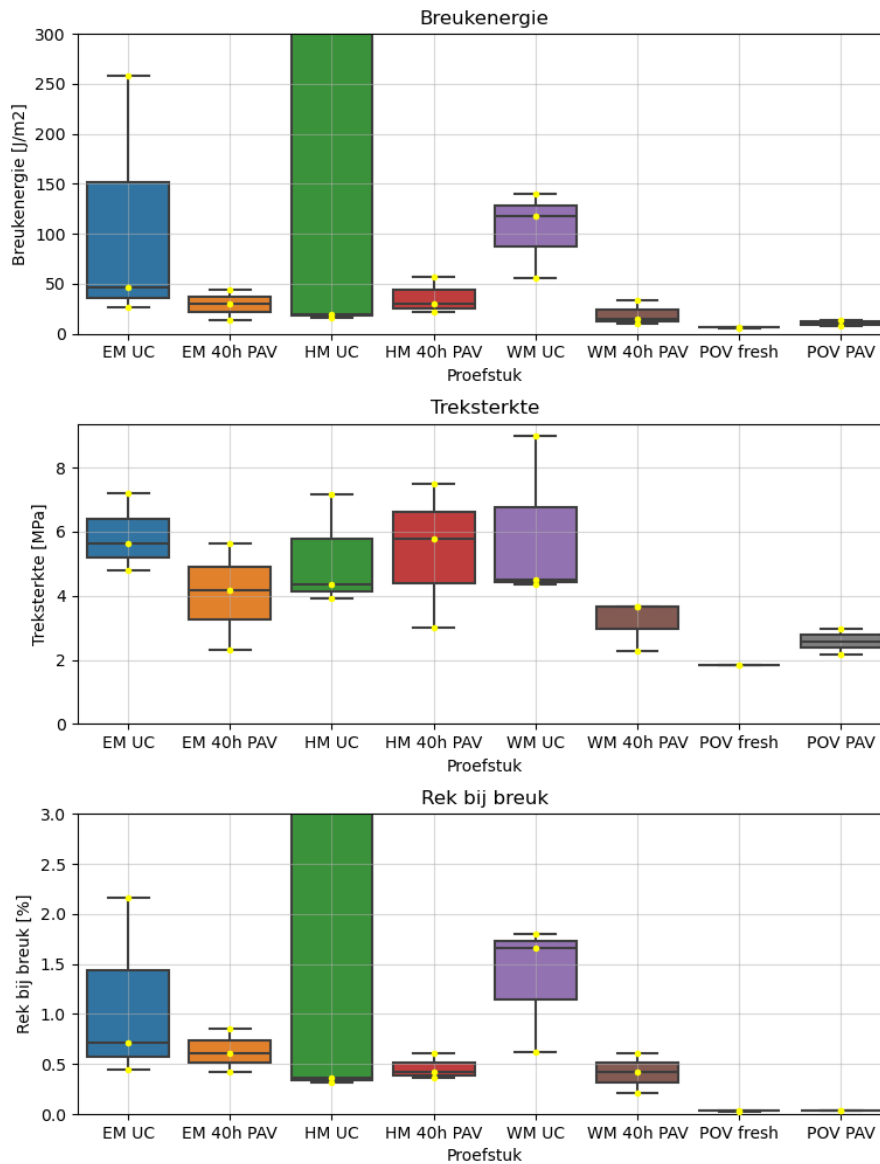 Breukenergie
Breukenergie [J/m2]
300
250
200
150
100
50
0
EM UC EM 40h PAV HM UC HM 40h PAV WM UC WM 40h PAV POV fresh POV PAV
Proefstuk
Treksterkte
Treksterkte [MPa]
8
6
4
2
0
EM UC EM 40h PAV HM UC HM 40h PAV WM UC WM 40h PAV POV fresh POV PAV
Proefstuk
Rek bij breuk
Rek bij breuk [%]
3.0
2.5
2.0
1.5
1.0
0.5
0.0
EM UC EM 40h PAV HM UC HM 40h PAV WM UC WM 40h PAV POV fresh POV PAV
Proefstuk